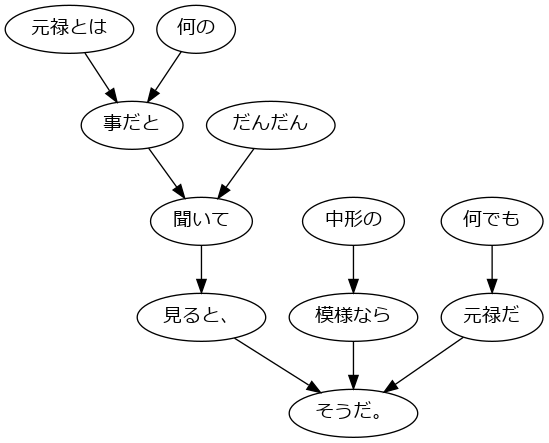 元禄とは 何の
事だと だんだん
聞いて 中形の 何でも
見ると、 模様なら 元禄だ
そうだ。